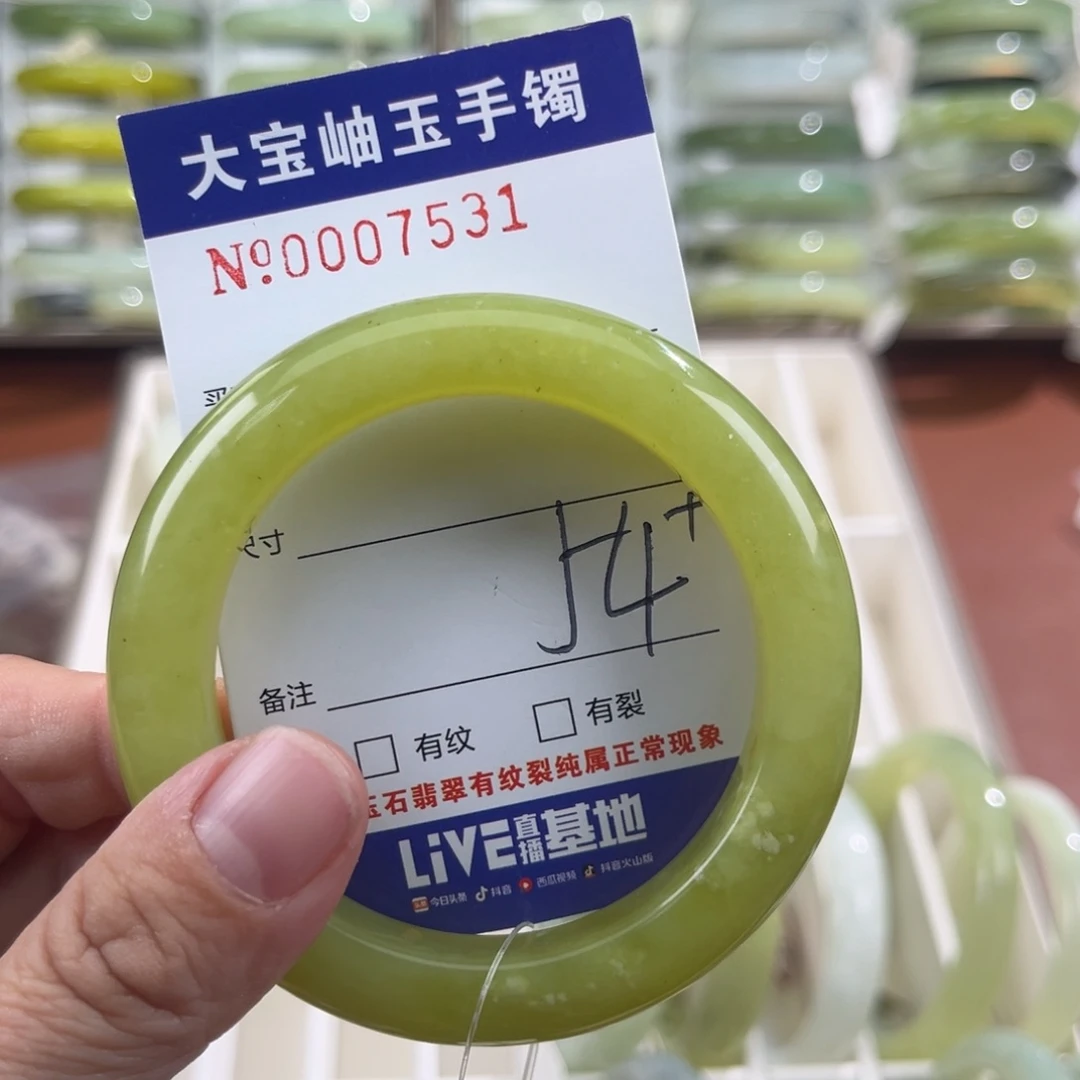 大宝岫玉手镯
№:0007531
尺寸
54+
备注
有纹 有裂
玉石翡翠有纹裂纯属正常现象
LiVE直播基地
今日头条 抖音 西瓜视频 抖音火山版